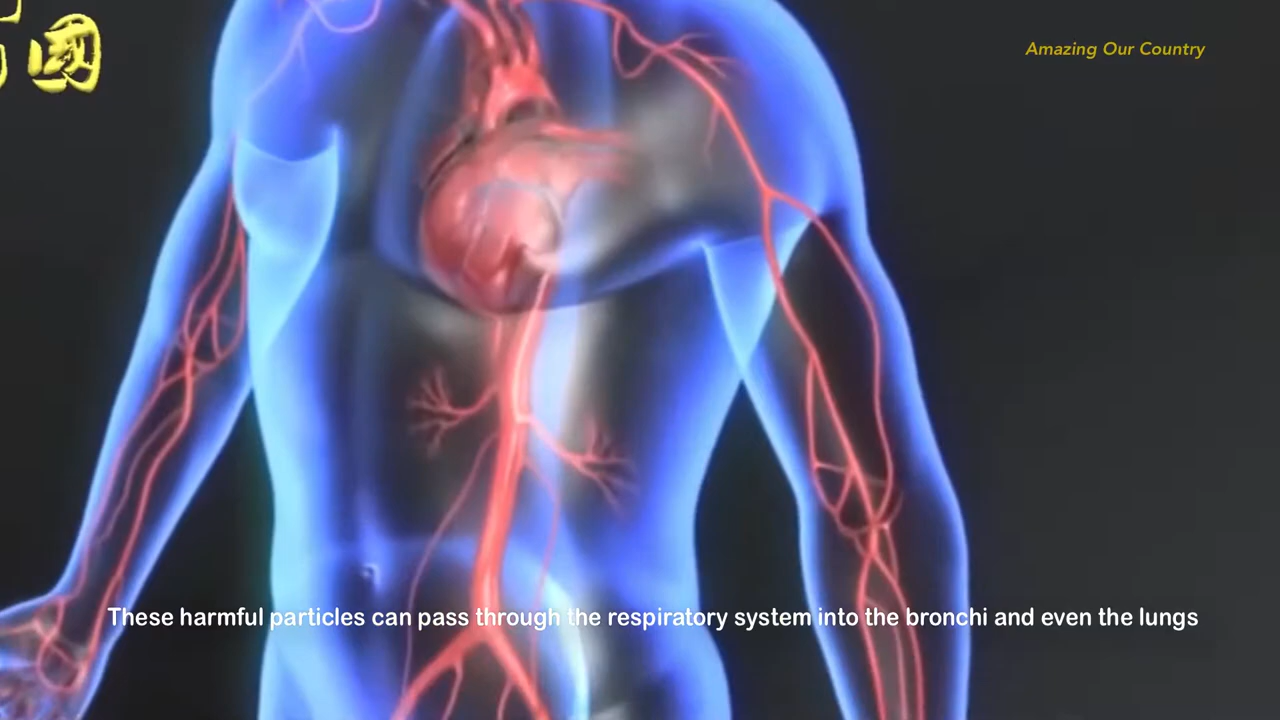 國
Amazing Our Country
These harmful particles can pass through the respiratory system into the bronchi and even the lungs